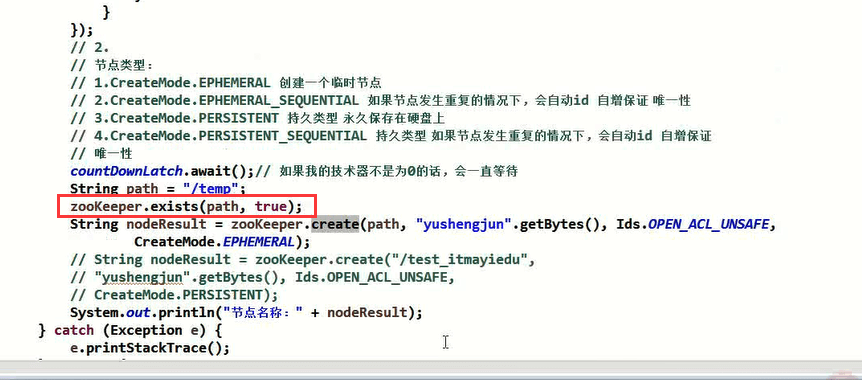 }
});
// 2.
// 节点类型：
// 1.CreateMode.EPHEMERAL 创建一个临时节点
// 2.CreateMode.EPHEMERAL_SEQUENTIAL 如果节点发生重复的情况下，会自动id 自增保证 唯一性
// 3.CreateMode.PERSISTENT 持久类型 永久保存在硬盘上
// 4.CreateMode.PERSISTENT_SEQUENTIAL 持久类型 如果节点发生重复的情况下，会自动id 自增保证
// 唯一性
countDownLatch.await();// 如果我的技术器不是为0的话，会一直等待
String path = "/temp";
zooKeeper.exists(path, true);
String nodeResult = zooKeeper.create(path, "yushengjun".getBytes(), Ids.OPEN_ACL_UNSAFE,
CreateMode.EPHEMERAL);
// String nodeResult = zooKeeper.create("/test_itmayiedu",
// "yushengjun".getBytes(), Ids.OPEN_ACL_UNSAFE,
// CreateMode.PERSISTENT);
System.out.println("节点名称：" + nodeResult);
} catch (Exception e) {
e.printStackTrace();